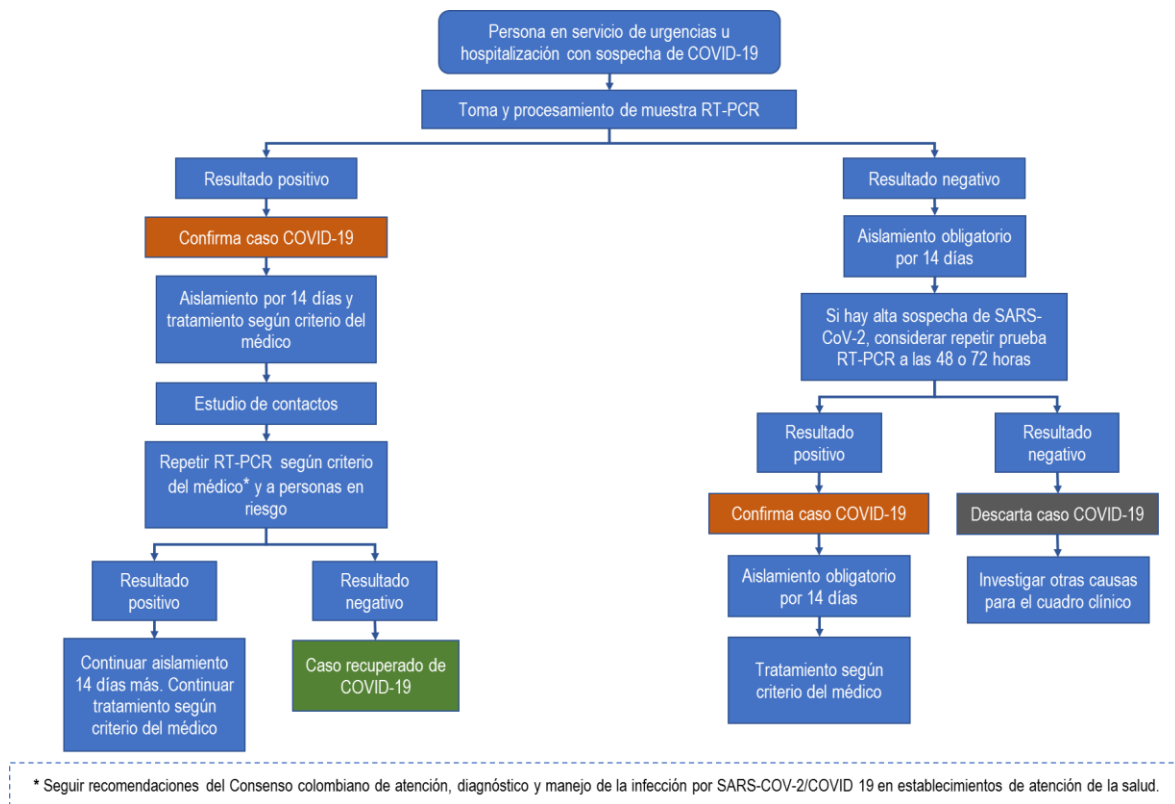 Persona en servicio de urgencias u
hospitalización con sospecha de COVID-19
Toma y procesamiento de muestra RT-PCR
Resultado positivo
Confirma caso COVID-19
Aislamiento por 14 días y
tratamiento según criterio del
médico
Estudio de contactos
Repetir RT-PCR según criterio
del médico* y a personas en
riesgo
Resultado
positivo
Continuar aislamiento
14 días más. Continuar
tratamiento según
criterio del médico
Resultado
negativo
Caso recuperado de
COVID-19
Resultado negativo
Aislamiento obligatorio
por 14 días
Si hay alta sospecha de SARS-
CoV-2, considerar repetir prueba
RT-PCR a las 48 o 72 horas
Resultado
positivo
Confirma caso COVID-19
Aislamiento obligatorio
por 14 días
Tratamiento según
criterio del médico
Resultado
negativo
Descarta caso COVID-19
Investigar otras causas
para el cuadro clínico
* Seguir recomendaciones del Consenso colombiano de atención, diagnóstico y manejo de la infección por SARS-COV-2/COVID 19 en establecimientos de atención de la salud.